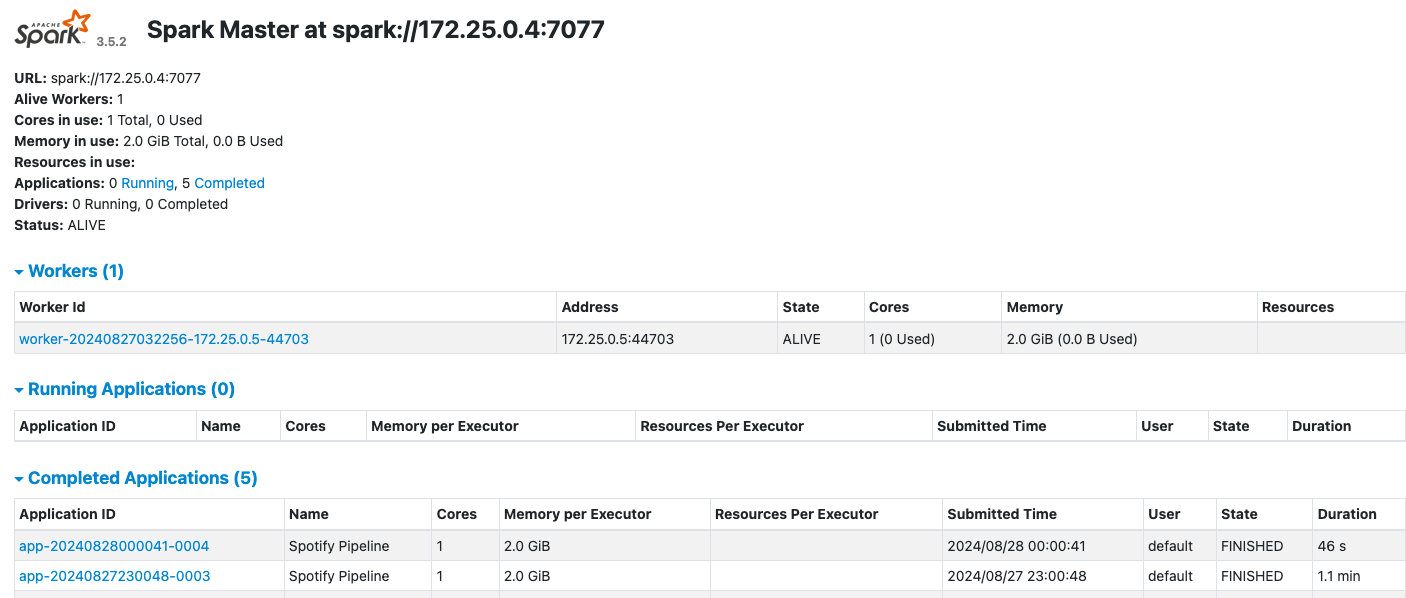 APACHE
Spark 3.5.2 Spark Master at spark://172.25.0.4:7077
URL: spark://172.25.0.4:7077
Alive Workers: 1
Cores in use: 1 Total, 0 Used
Memory in use: 2.0 GiB Total, 0.0 B Used
Resources in use:
Applications: 0 Running, 5 Completed
Drivers: 0 Running, 0 Completed
Status: ALIVE
Workers (1)
Worker Id Address State Cores Memory Resources
worker-20240827032256-172.25.0.5-44703 172.25.0.5:44703 ALIVE 1 (0 Used) 2.0 GiB (0.0 B Used)
Running Applications (0)
Application ID Name Cores Memory per Executor Resources Per Executor Submitted Time User State Duration
Completed Applications (5)
Application ID Name Cores Memory per Executor Resources Per Executor Submitted Time User State Duration
app-20240828000041-0004 Spotify Pipeline 1 2.0 GiB 2024/08/28 00:00:41 default FINISHED 46 s
app-20240827230048-0003 Spotify Pipeline 1 2.0 GiB 2024/08/27 23:00:48 default FINISHED 1.1 min